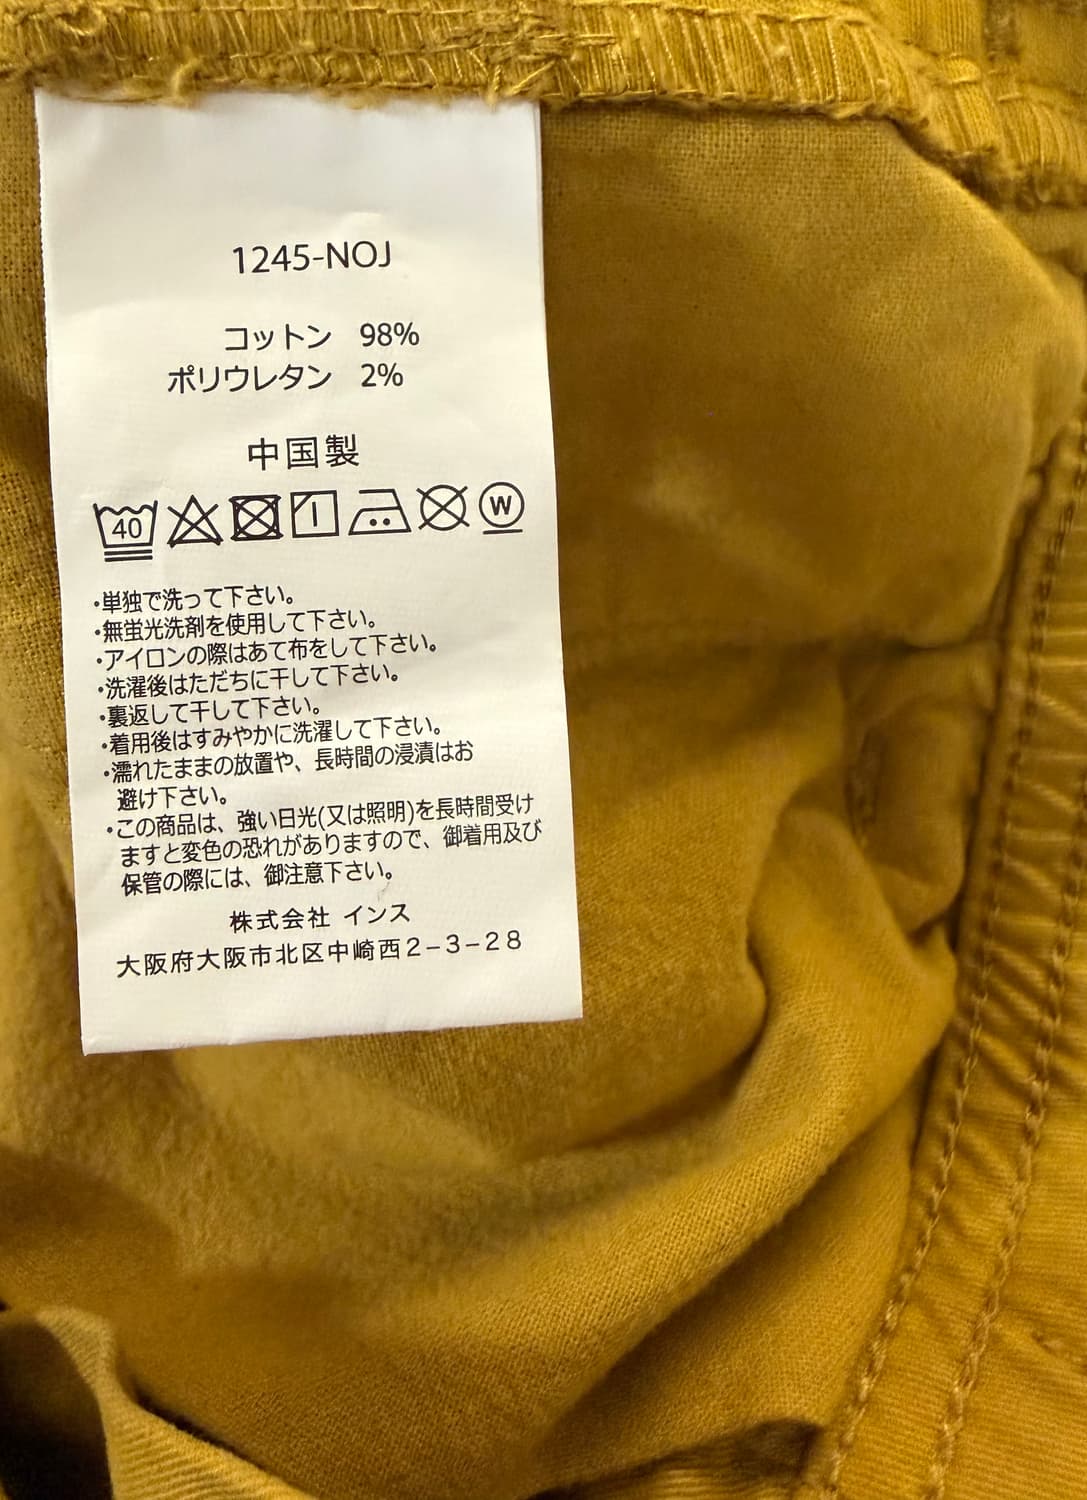 1245-NOJ
コットン 98%
ポリウレタン 2%
中国製
40 W
・単独で洗って下さい。
・無蛍光洗剤を使用して下さい。
・アイロンの際はあて布をして下さい。
・洗濯後はただちに干して下さい。
・裏返して干して下さい。
・着用後はすみやかに洗濯して下さい。
・濡れたままの放置や、長時間の浸漬はお
避け下さい。
・この商品は、強い日光(又は照明)を長時間受け
ますと変色の恐れがありますので、御着用及び
保管の際には、御注意下さい。
株式会社 インス
大阪府大阪市北区中崎西2-3-28